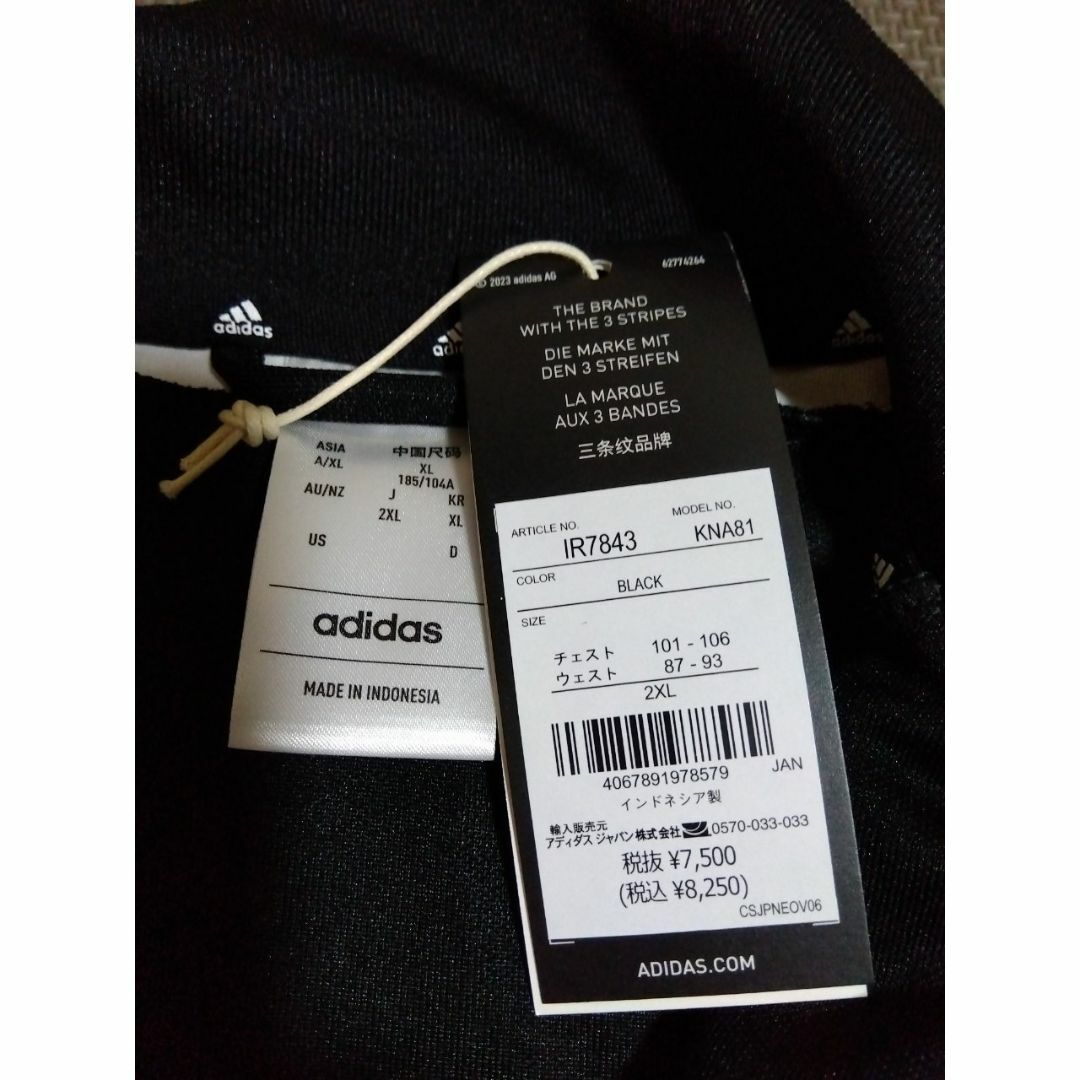 adidas
© 2023 adidas AG
62774264
THE BRAND
WITH THE 3 STRIPES
DIE MARKE MIT
DEN 3 STREIFEN
LA MARQUE
AUX 3 BANDES
三条纹品牌
ARTICLE NO.
IR7843
MODEL NO.
KNA81
COLOR
BLACK
SIZE
チェスト 101 - 106
ウェスト 87 - 93
2XL
4067891978579 JAN
インドネシア製
輸入販売元
アディダス ジャパン株式会社 0570-033-033
税抜 ¥7,500
(税込 ¥8,250)
CSJPNEOV06
ADIDAS.COM
ASIA 中国尺码
A/XL XL
185/104A
AU/NZ J KR
2XL XL
US D
adidas
MADE IN INDONESIA
adidas